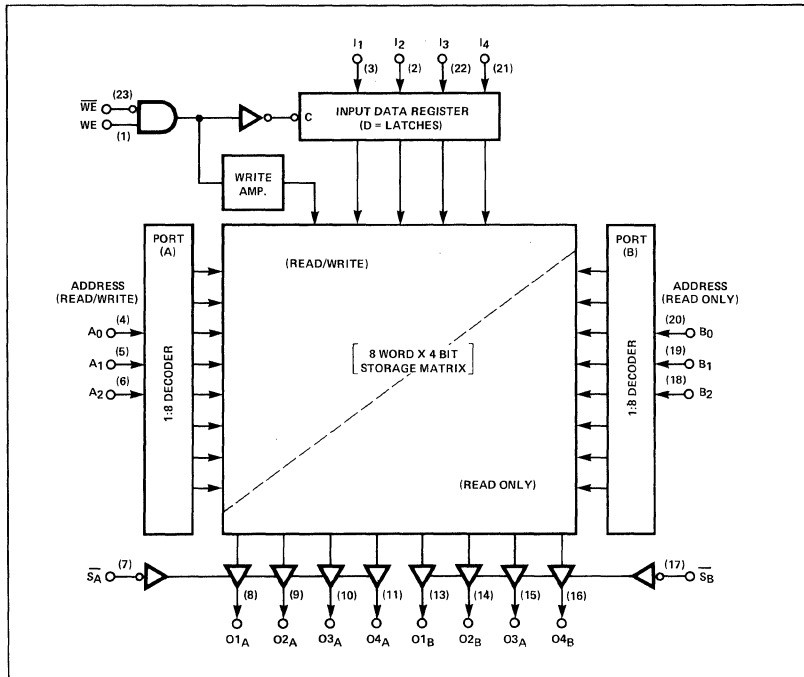 I1 I2 I3 I4
(3) (2) (22) (21)
WE (23)
WE
(1)
C
INPUT DATA REGISTER
(D = LATCHES)
WRITE
AMP.
PORT
(A)
(READ/WRITE)
PORT
(B)
ADDRESS
(READ/WRITE)
ADDRESS
(READ ONLY)
A0 (4)
A1 (5)
A2 (6)
1:8 DECODER
8 WORD X 4 BIT
STORAGE MATRIX
1:8 DECODER
(20) B0
(19) B1
(18) B2
(READ ONLY)
SA (7)
(17) SB
(8) (9) (10) (11) (13) (14) (15) (16)
O1A O2A O3A O4A O1B O2B O3A O4B